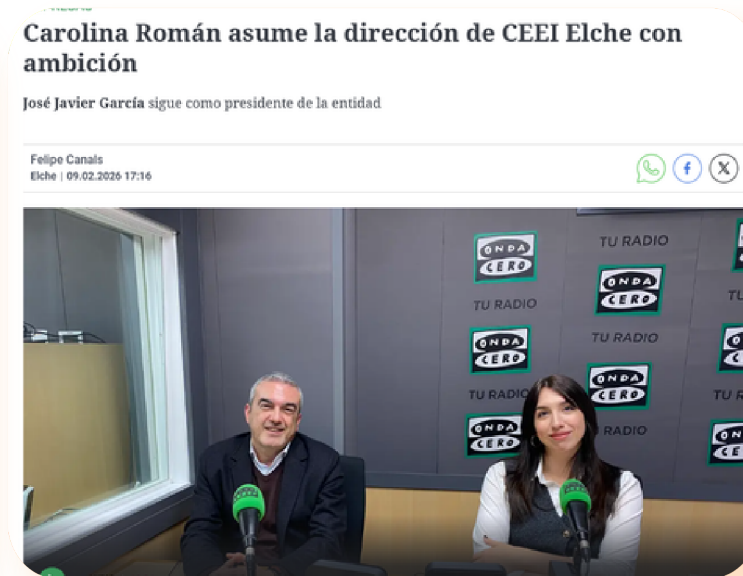 Carolina Román asume la dirección de CEEI Elche con
ambición
José Javier García sigue como presidente de la entidad
Felipe Canals
Elche | 09.02.2026 17:16
ONDA
CERO
TU RADIO
TU RADIO
ONDA
CERO
ONDA
CERO
TU RADIO
TU RADIO
ONDA
CERO
ONDA
CERO
RADIO